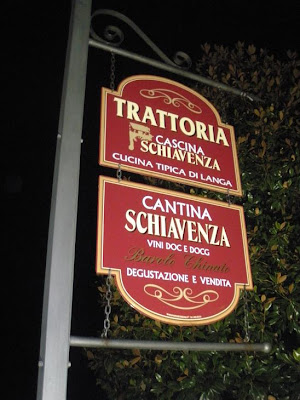 TRATTORIA
CASCINA
SCHIAVENZA
CUCINA TIPICA DI LANGA
CANTINA
SCHIAVENZA
VINI DOC E DOCG
Barolo Chinato
DEGUSTAZIONE E VENDITA